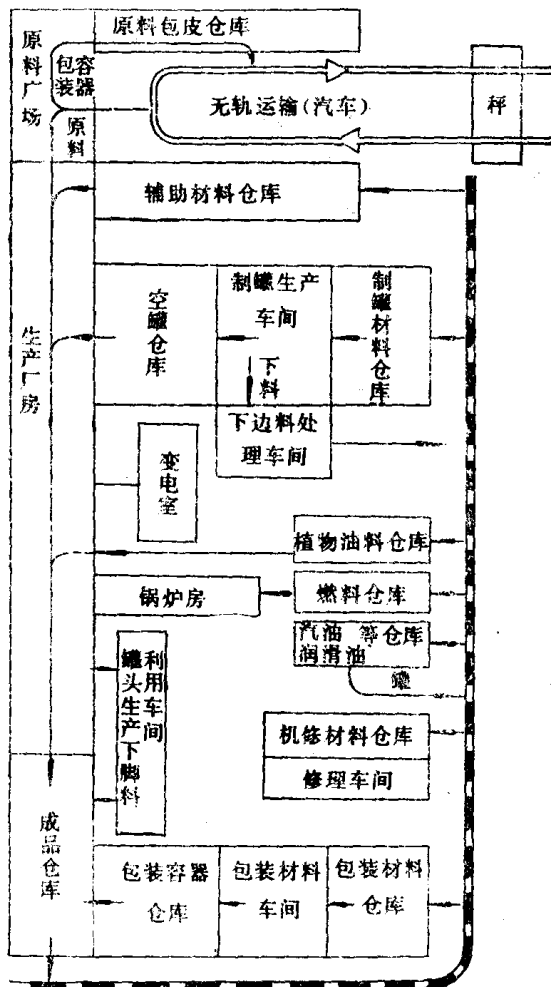 原料包皮仓库
原料广场
包容
装器
原
料
无轨运输(汽车)
秤
辅助材料仓库
生产厂房
空罐仓库
制罐生产
车间
制罐材料仓库
下
料
下边料处
理车间
变电室
植物油料仓库
锅炉房
燃料仓库
汽油 等仓库
润滑油
罐
利用车间
罐头生产下脚料
机修材料仓库
修理车间
成品仓库
包装容器
仓库
包装材料
车间
包装材料
仓库